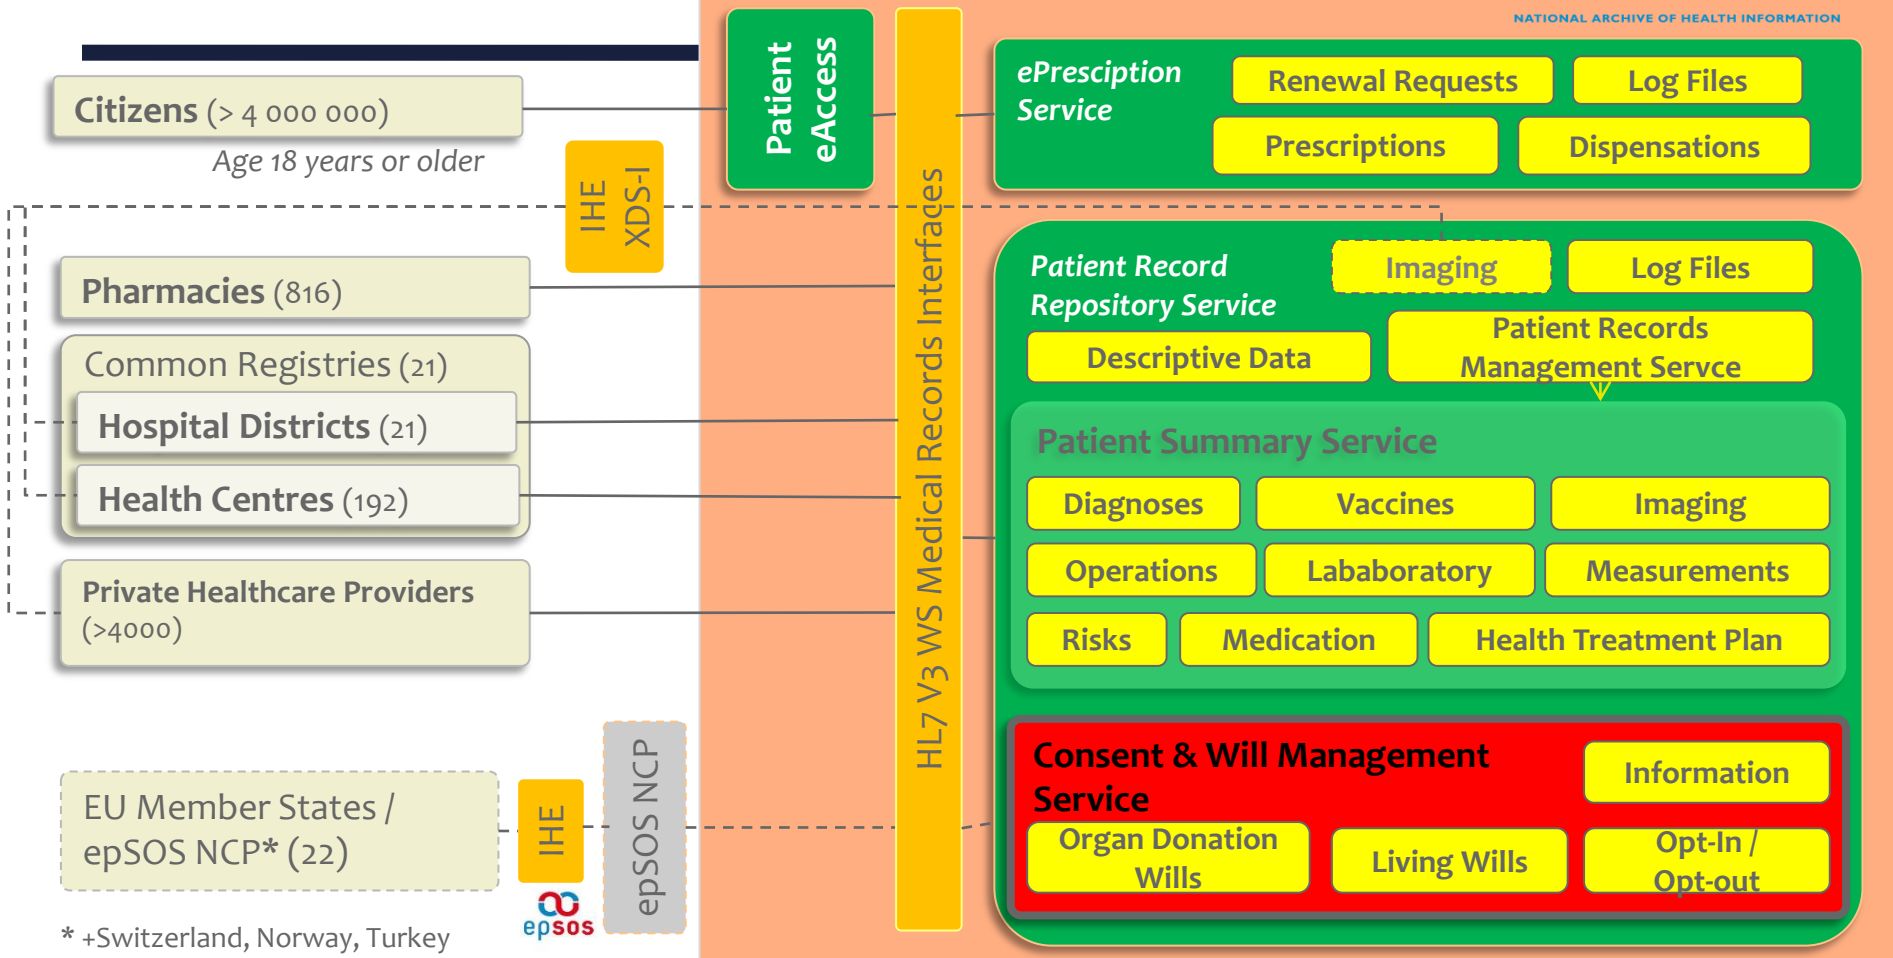 NATIONAL ARCHIVE OF HEALTH INFORMATION
Citizens (> 4 000 000)
Age 18 years or older
Patient
eAccess
IHE
XDS-I
Pharmacies (816)
Common Registries (21)
Hospital Districts (21)
Health Centres (192)
Private Healthcare Providers
(>4000)
EU Member States /
epSOS NCP* (22)
IHE
epsos
epSOS NCP
* +Switzerland, Norway, Turkey
HL7 V3 WS Medical Records Interfaces
ePresciption
Service
Renewal Requests
Log Files
Prescriptions
Dispensations
Patient Record
Repository Service
Imaging
Log Files
Descriptive Data
Patient Records
Management Servce
Patient Summary Service
Diagnoses
Vaccines
Imaging
Operations
Lababoratory
Measurements
Risks
Medication
Health Treatment Plan
Consent & Will Management
Service
Information
Organ Donation
Wills
Living Wills
Opt-In /
Opt-out